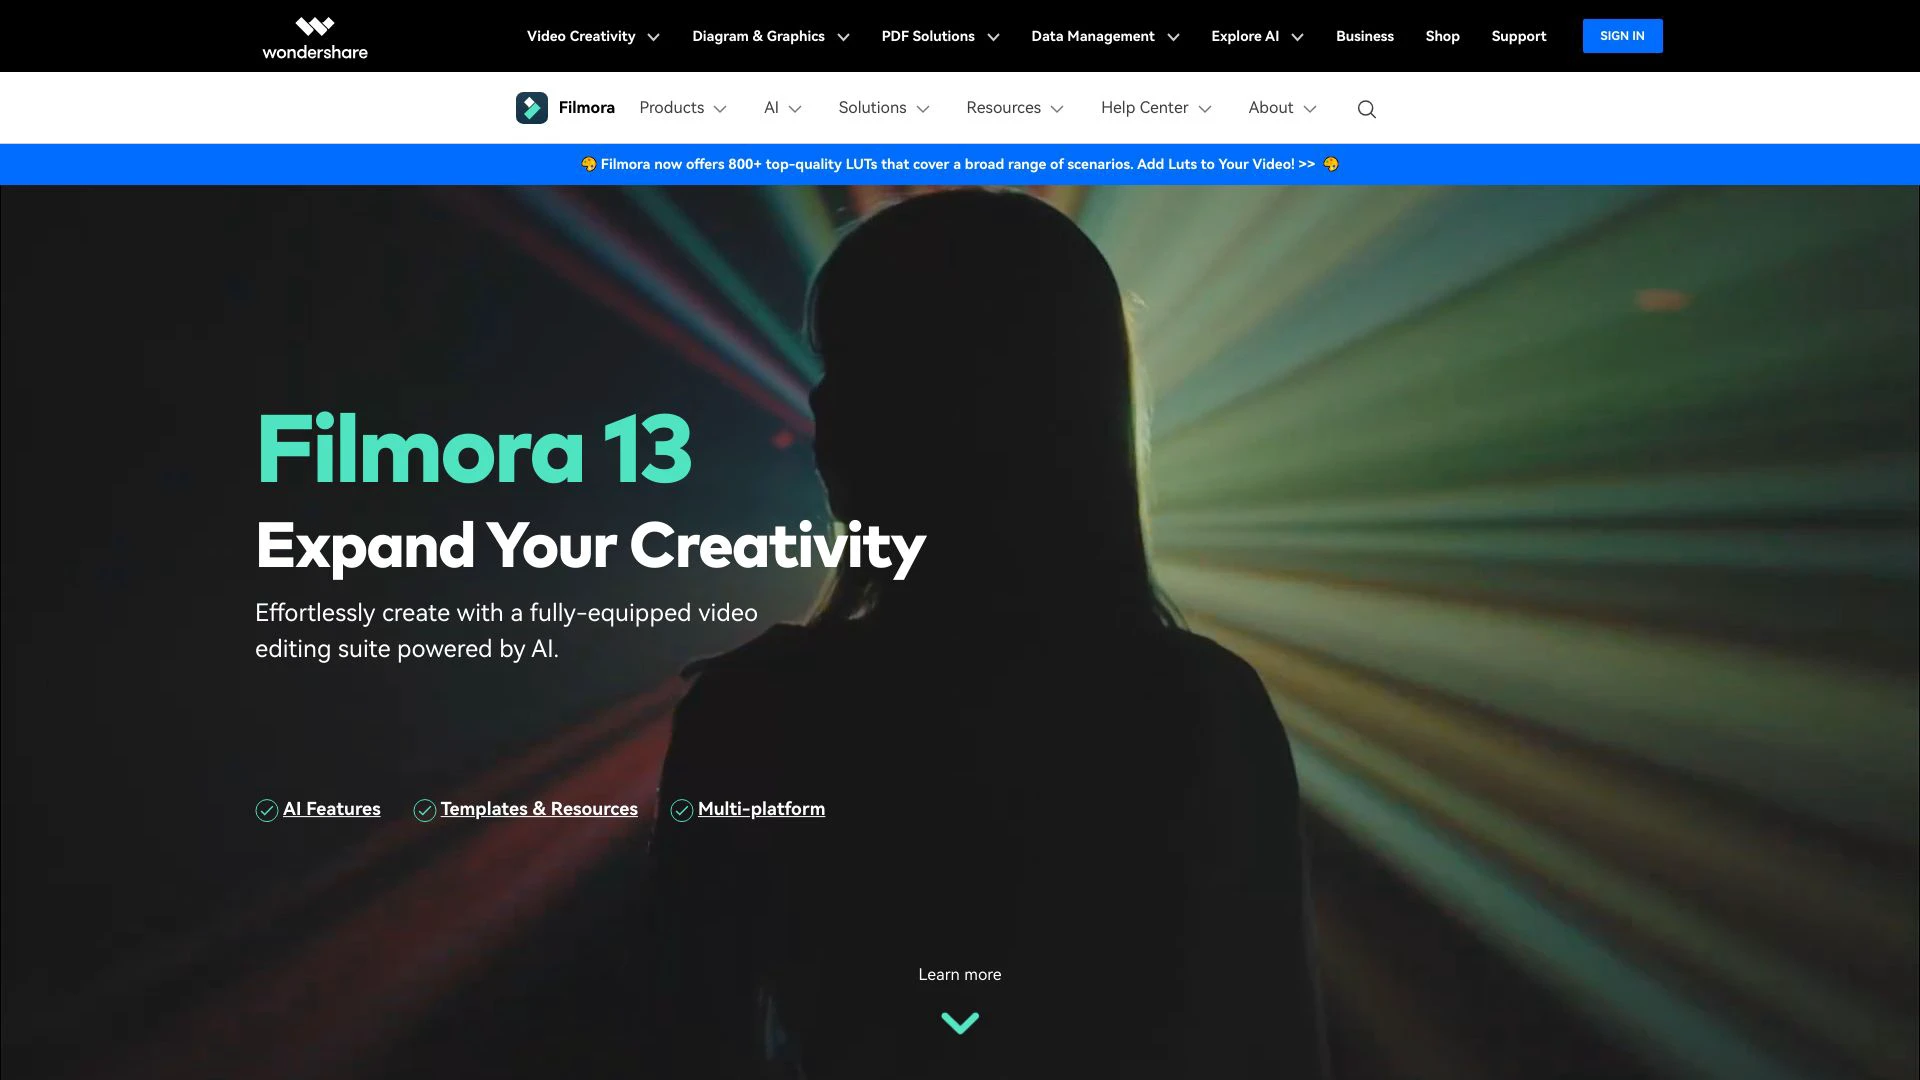 wondershare
Video Creativity Diagram & Graphics PDF Solutions Data Management Explore AI Business Shop Support SIGN IN
Filmora Products AI Solutions Resources Help Center About
Filmora now offers 800+ top-quality LUTs that cover a broad range of scenarios. Add Luts to Your Video! >>
Filmora 13
Expand Your Creativity
Effortlessly create with a fully-equipped video
editing suite powered by AI.
AI Features Templates & Resources Multi-platform
Learn more